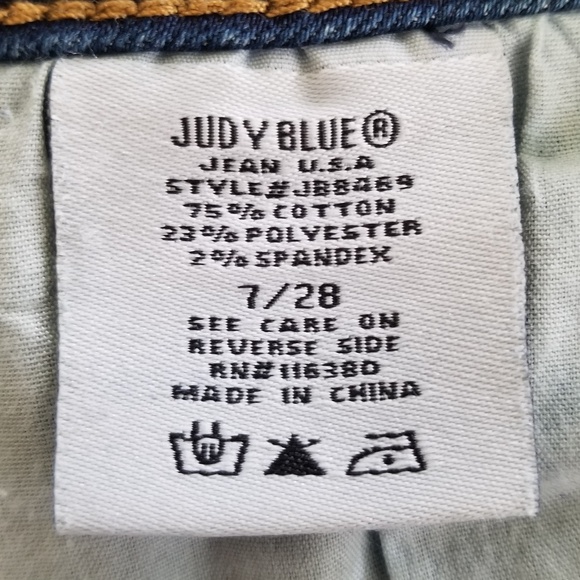 JUDY BLUE®
JEAN U.S.A
STYLE#JB8469
75% COTTON
23% POLYESTER
2% SPANDEX
7/28
SEE CARE ON
REVERSE SIDE
RN#116380
MADE IN CHINA